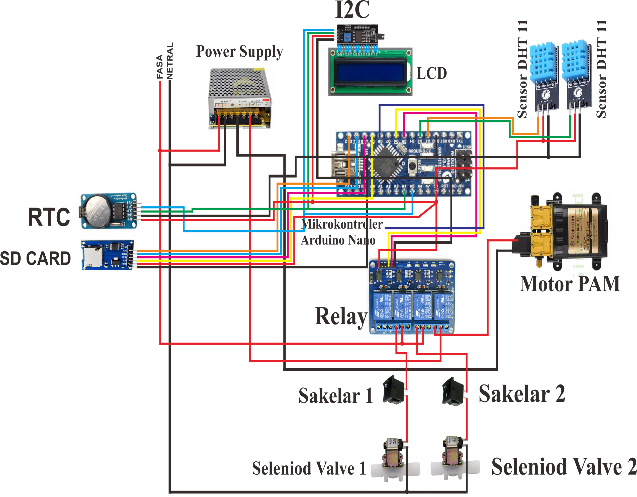 I2C
Power Supply
LCD
FASA
NETRAL
Sensor DHT 11
Sensor DHT 11
RTC
SD CARD
Mikrokontroler
Arduino Nano
Motor PAM
Relay
Sakelar 1
Sakelar 2
Seleniod Valve 1
Seleniod Valve 2